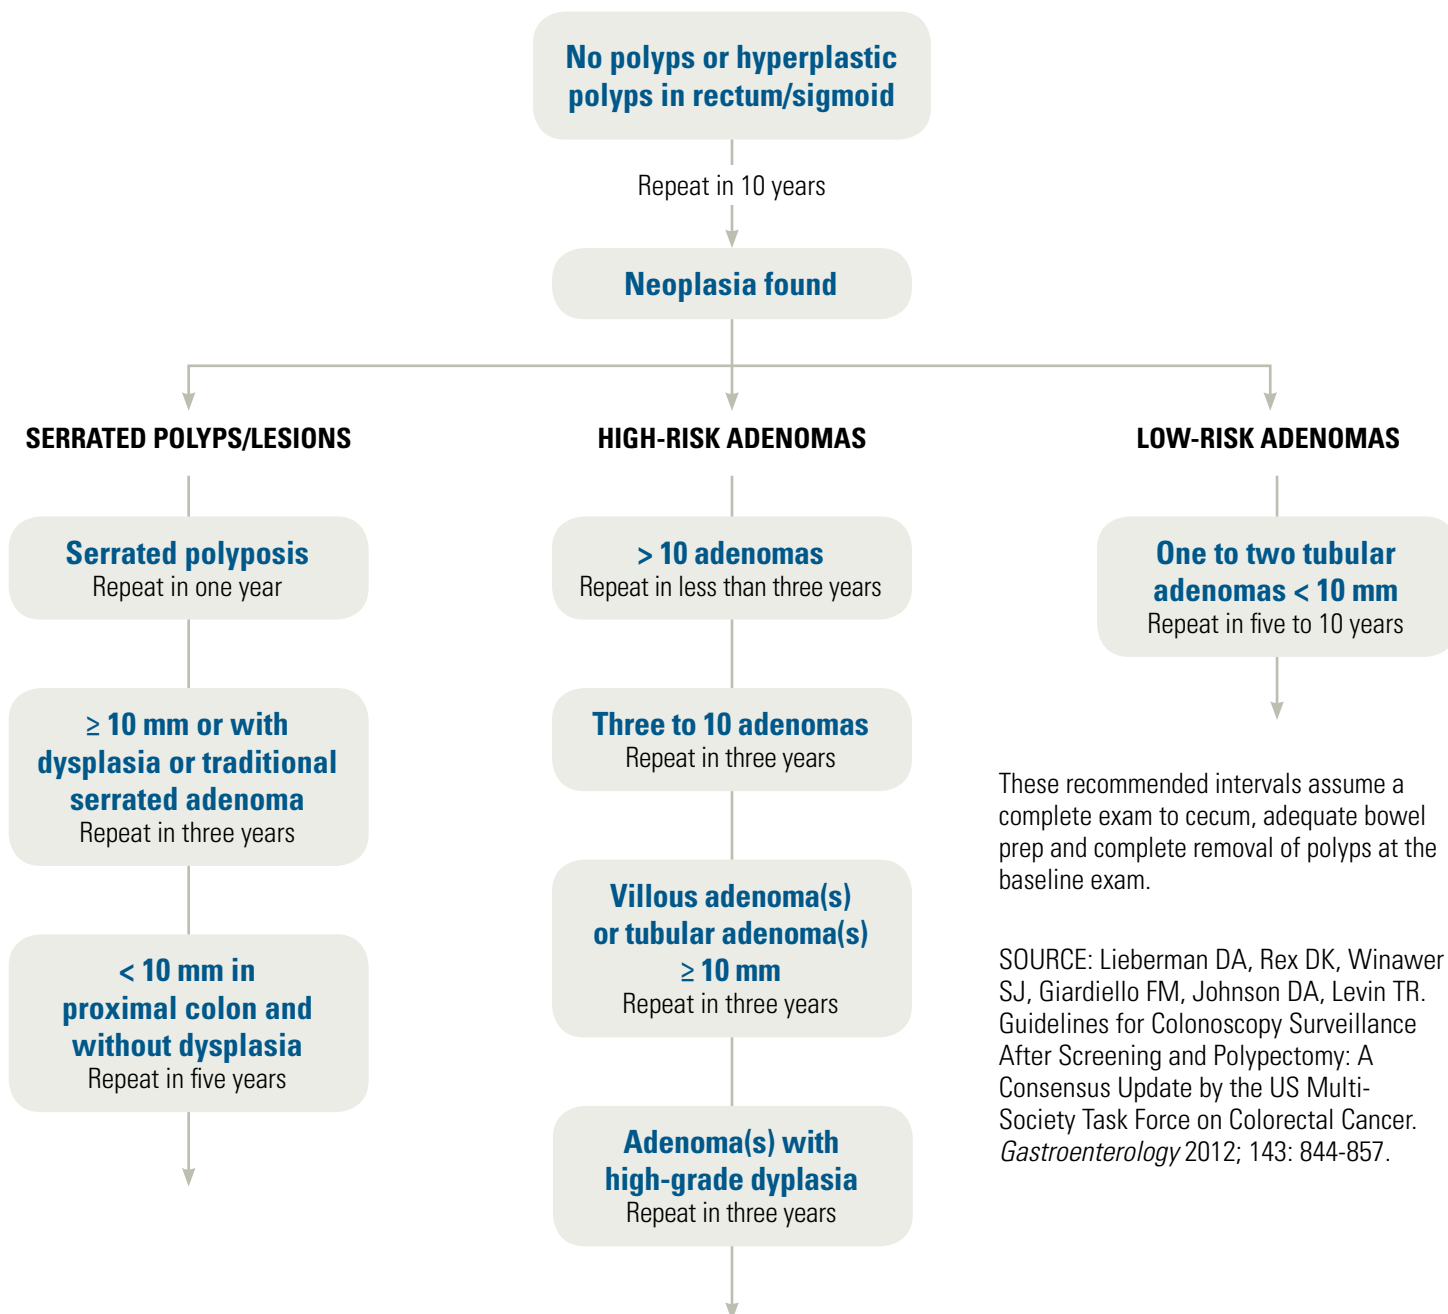 No polyps or hyperplastic
polyps in rectum/sigmoid
Repeat in 10 years
Neoplasia found
SERRATED POLYPS/LESIONS
Serrated polyposis
Repeat in one year
≥ 10 mm or with
dysplasia or traditional
serrated adenoma
Repeat in three years
< 10 mm in
proximal colon and
without dysplasia
Repeat in five years
HIGH-RISK ADENOMAS
> 10 adenomas
Repeat in less than three years
Three to 10 adenomas
Repeat in three years
Villous adenoma(s)
or tubular adenoma(s)
≥ 10 mm
Repeat in three years
Adenoma(s) with
high-grade dyplasia
Repeat in three years
LOW-RISK ADENOMAS
One to two tubular
adenomas < 10 mm
Repeat in five to 10 years
These recommended intervals assume a
complete exam to cecum, adequate bowel
prep and complete removal of polyps at the
baseline exam.
SOURCE: Lieberman DA, Rex DK, Winawer
SJ, Giardiello FM, Johnson DA, Levin TR.
Guidelines for Colonoscopy Surveillance
After Screening and Polypectomy: A
Consensus Update by the US Multi-
Society Task Force on Colorectal Cancer.
Gastroenterology 2012; 143: 844-857.